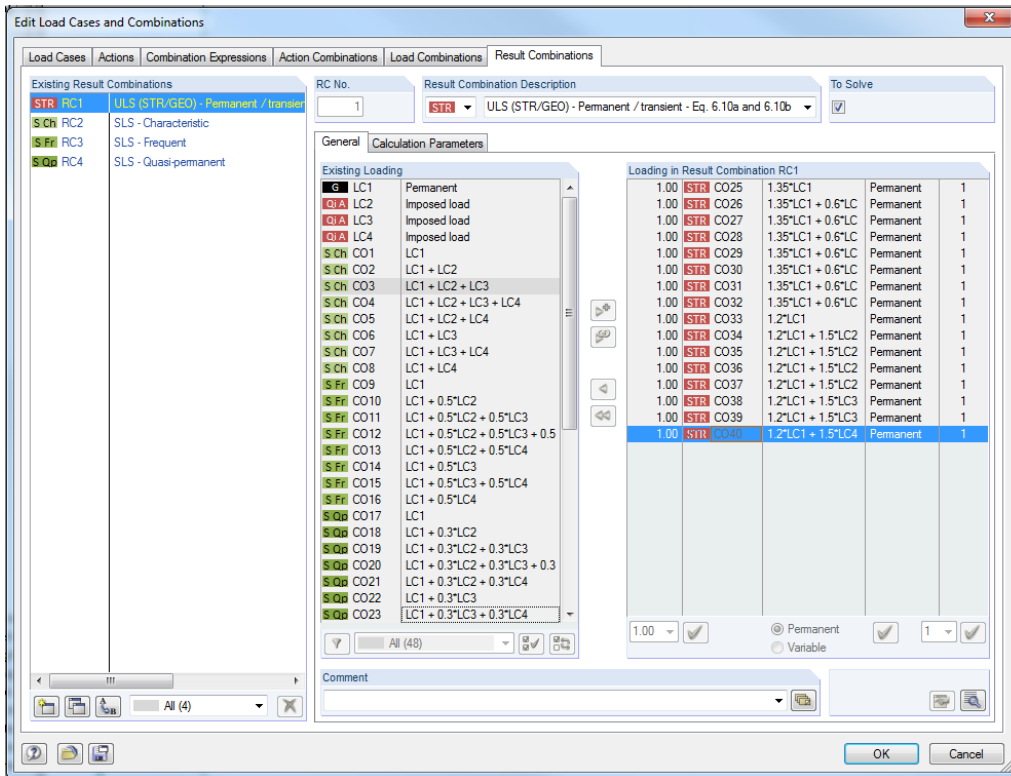 Edit Load Cases and Combinations
Load Cases Actions Combination Expressions Action Combinations Load Combinations Result Combinations
Existing Result Combinations
STR RC1 ULS (STR/GEO) - Permanent / transien
S Ch RC2 SLS - Characteristic
S Fr RC3 SLS - Frequent
S Qp RC4 SLS - Quasi-permanent
All (4)
RC No.
1
Result Combination Description
STR ULS (STR/GEO) - Permanent / transient - Eq. 6.10a and 6.10b
To Solve
General Calculation Parameters
Existing Loading
G LC1 Permanent
Qi A LC2 Imposed load
Qi A LC3 Imposed load
Qi A LC4 Imposed load
S Ch CO1 LC1
S Ch CO2 LC1 + LC2
S Ch CO3 LC1 + LC2 + LC3
S Ch CO4 LC1 + LC2 + LC3 + LC4
S Ch CO5 LC1 + LC2 + LC4
S Ch CO6 LC1 + LC3
S Ch CO7 LC1 + LC3 + LC4
S Ch CO8 LC1 + LC4
S Fr CO9 LC1
S Fr CO10 LC1 + 0.5*LC2
S Fr CO11 LC1 + 0.5*LC2 + 0.5*LC3
S Fr CO12 LC1 + 0.5*LC2 + 0.5*LC3 + 0.5
S Fr CO13 LC1 + 0.5*LC2 + 0.5*LC4
S Fr CO14 LC1 + 0.5*LC3
S Fr CO15 LC1 + 0.5*LC3 + 0.5*LC4
S Fr CO16 LC1 + 0.5*LC4
S Qp CO17 LC1
S Qp CO18 LC1 + 0.3*LC2
S Qp CO19 LC1 + 0.3*LC2 + 0.3*LC3
S Qp CO20 LC1 + 0.3*LC2 + 0.3*LC3 + 0.3
S Qp CO21 LC1 + 0.3*LC2 + 0.3*LC4
S Qp CO22 LC1 + 0.3*LC3
S Qp CO23 LC1 + 0.3*LC3 + 0.3*LC4
All (48)
Loading in Result Combination RC1
1.00 STR CO25 1.35*LC1 Permanent 1
1.00 STR CO26 1.35*LC1 + 0.6*LC Permanent 1
1.00 STR CO27 1.35*LC1 + 0.6*LC Permanent 1
1.00 STR CO28 1.35*LC1 + 0.6*LC Permanent 1
1.00 STR CO29 1.35*LC1 + 0.6*LC Permanent 1
1.00 STR CO30 1.35*LC1 + 0.6*LC Permanent 1
1.00 STR CO31 1.35*LC1 + 0.6*LC Permanent 1
1.00 STR CO32 1.35*LC1 + 0.6*LC Permanent 1
1.00 STR CO33 1.2*LC1 Permanent 1
1.00 STR CO34 1.2*LC1 + 1.5*LC2 Permanent 1
1.00 STR CO35 1.2*LC1 + 1.5*LC2 Permanent 1
1.00 STR CO36 1.2*LC1 + 1.5*LC2 Permanent 1
1.00 STR CO37 1.2*LC1 + 1.5*LC2 Permanent 1
1.00 STR CO38 1.2*LC1 + 1.5*LC3 Permanent 1
1.00 STR CO39 1.2*LC1 + 1.5*LC3 Permanent 1
1.00 STR CO40 1.2*LC1 + 1.5*LC4 Permanent 1
1.00 Permanent 1
Variable
Comment
OK Cancel